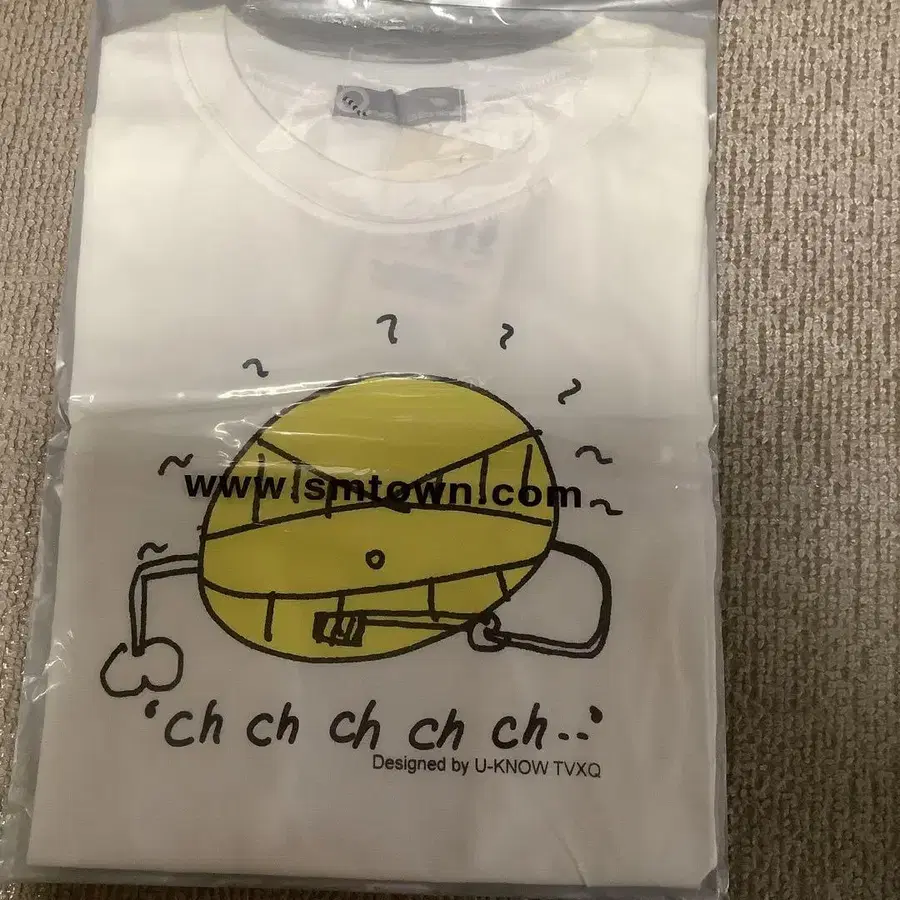 www.smtown.com
'ch ch ch ch ch..'
Designed by U-KNOW TVXQ